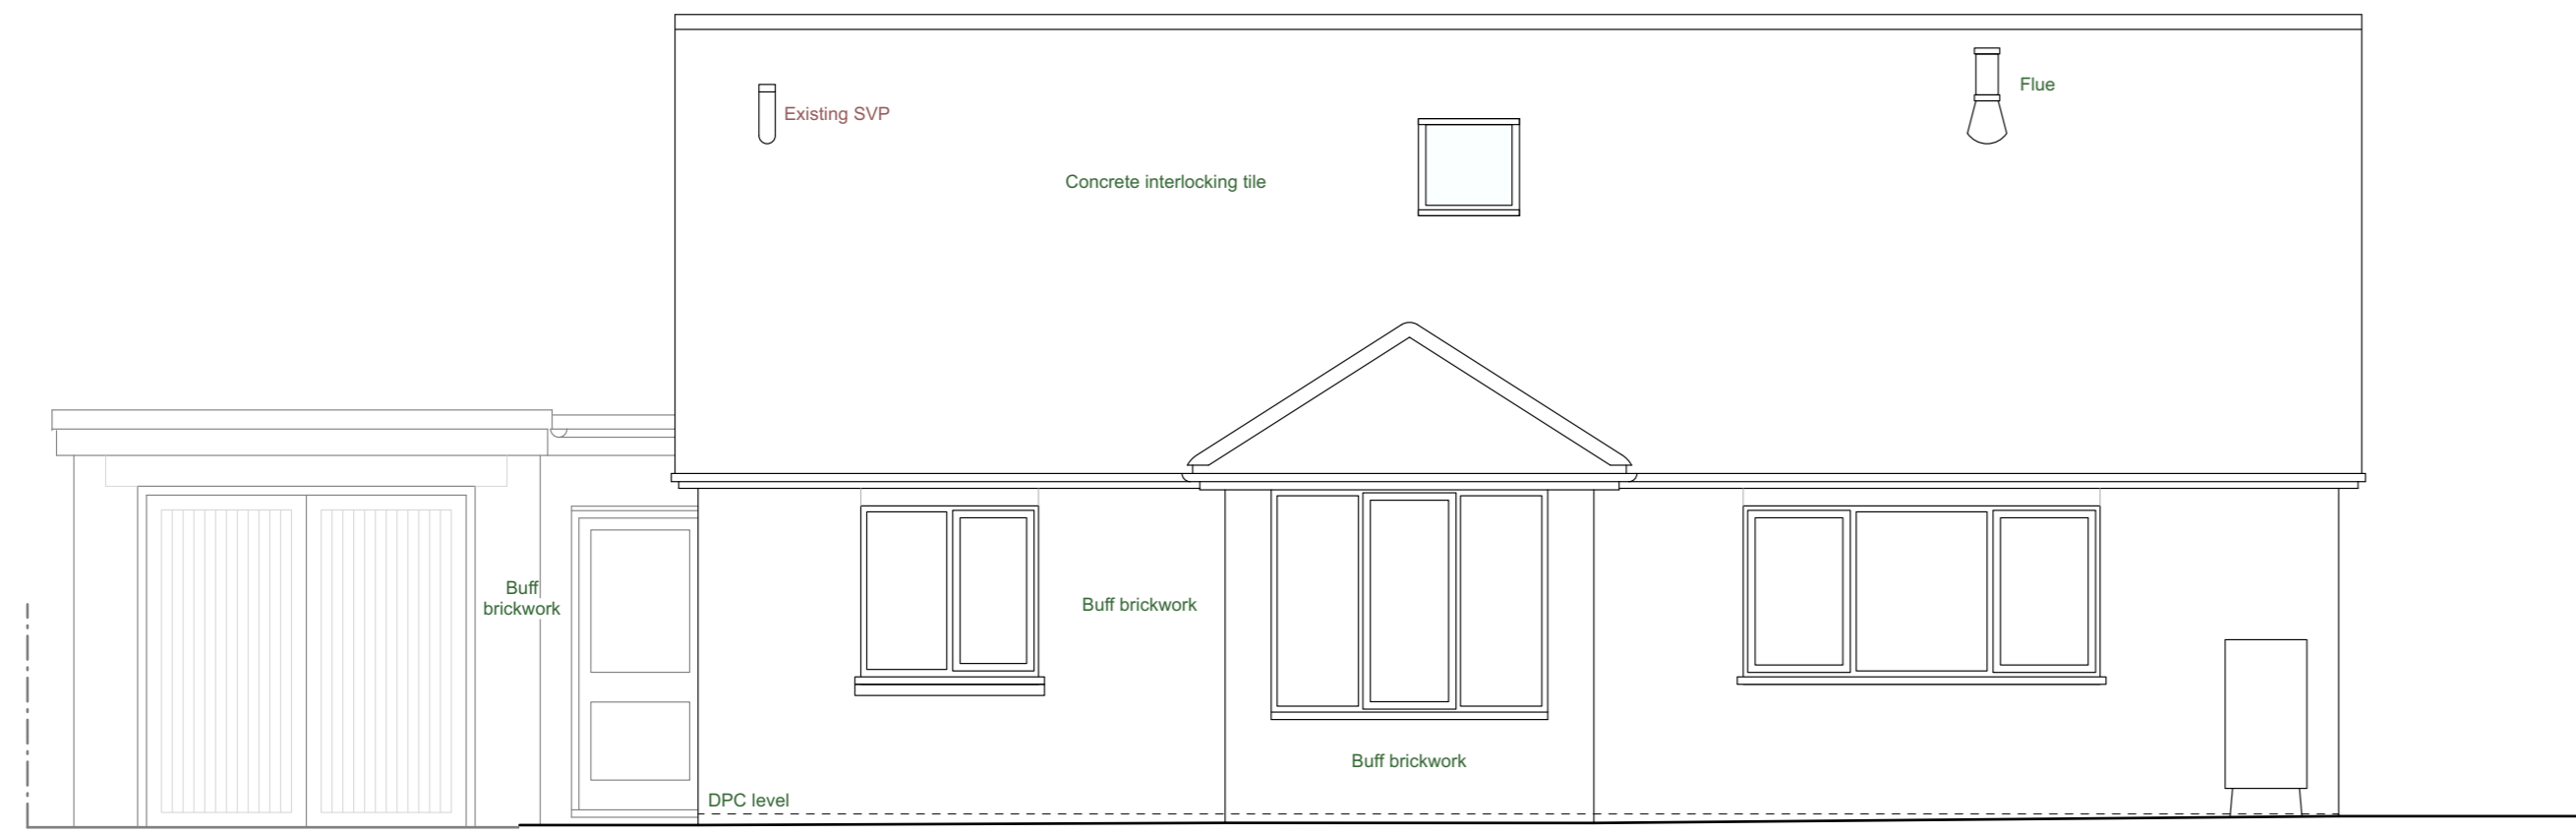 Flue
Existing SVP
Concrete interlocking tile
Buff
brickwork
Buff brickwork
Buff brickwork
DPC level